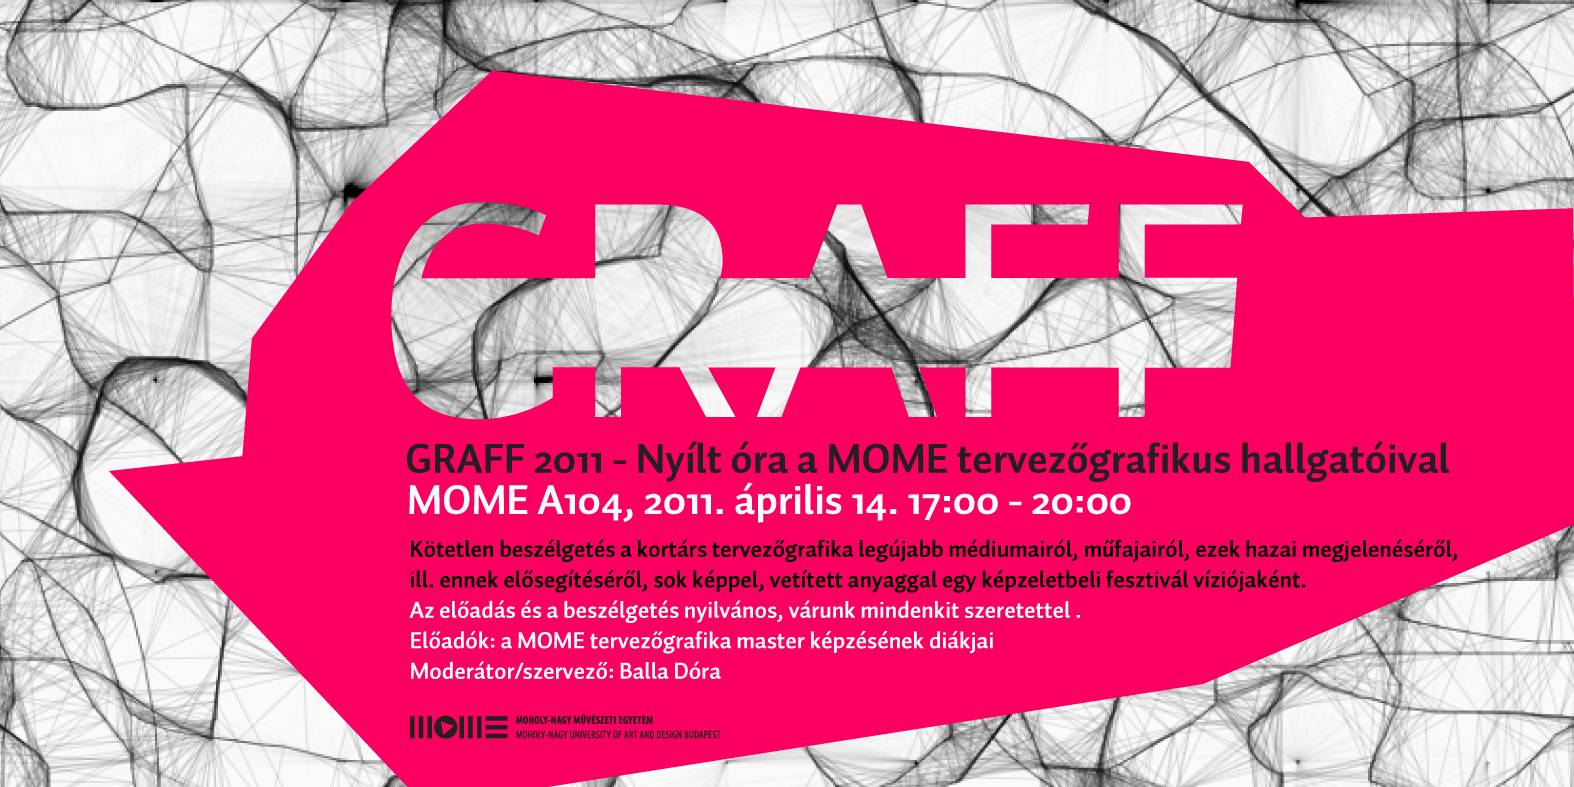 GRAFF
GRAFF 2011 - Nyílt óra a MOME tervezőgrafikus hallgatóival
MOME A104, 2011. április 14. 17:00 - 20:00
Kötetlen beszélgetés a kortárs tervezőgrafika legújabb médiumairól, műfajairól, ezek hazai megjelenéséről,
ill. ennek elősegítéséről, sok képpel, vetített anyaggal egy képzeletbeli fesztivál víziójaként.
Az előadás és a beszélgetés nyilvános, várunk mindenkit szeretettel .
Előadók: a MOME tervezőgrafika master képzésének diákjai
Moderátor/szervező: Balla Dóra
MOME
MOHOLY-NAGY MŰVÉSZETI EGYETEM
MOHOLY-NAGY UNIVERSITY OF ART AND DESIGN BUDAPEST